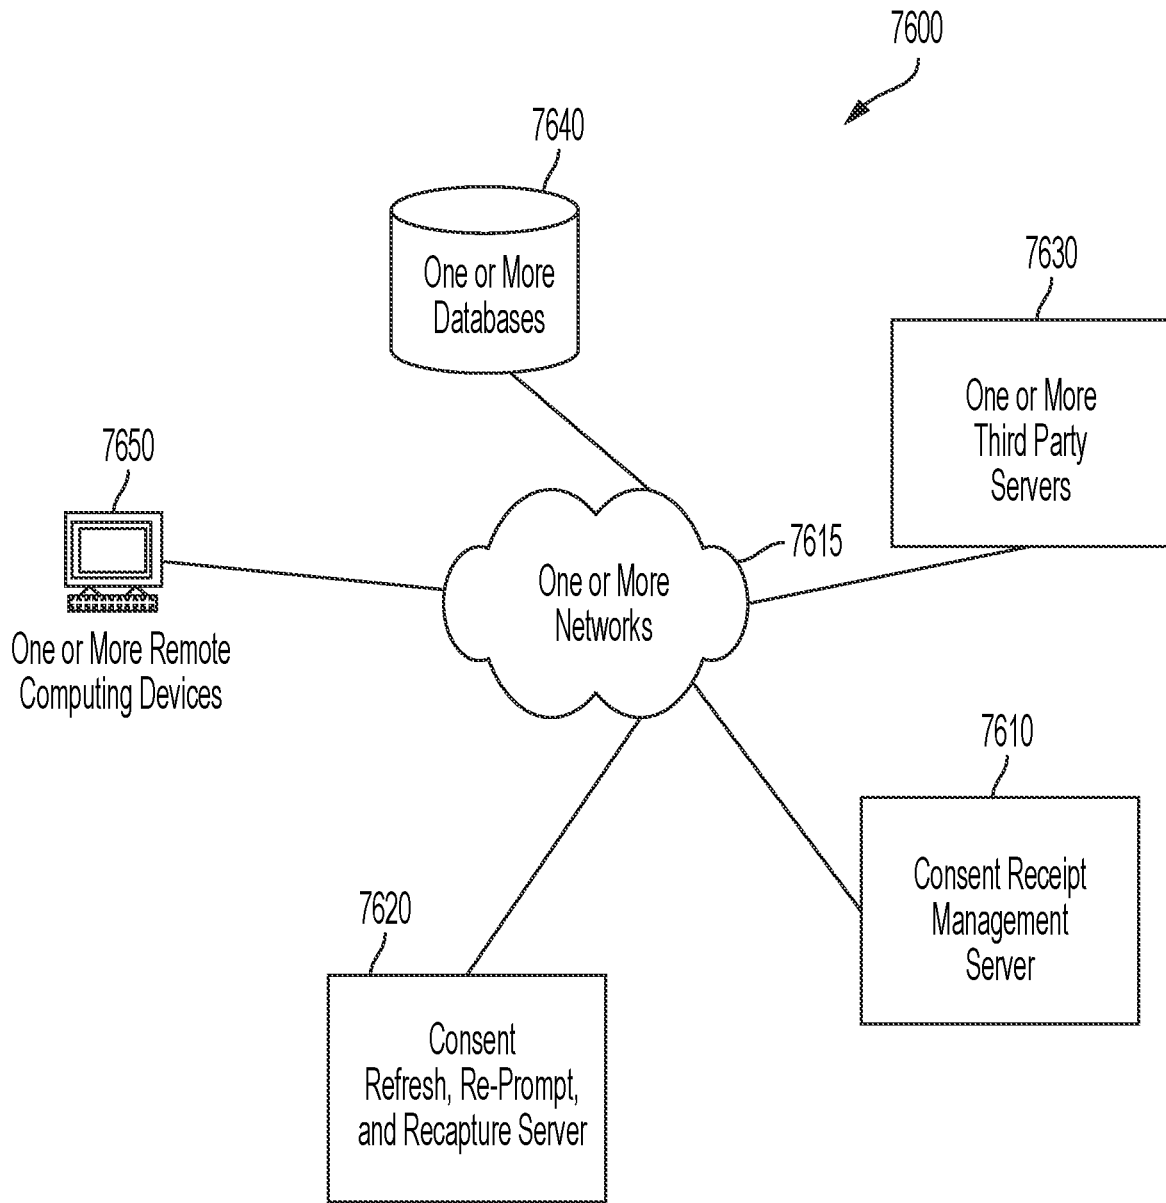 7600
7640
One or More
Databases
7630
One or More
Third Party
Servers
7650
7615
One or More
Networks
One or More Remote
Computing Devices
7610
Consent Receipt
Management
Server
7620
Consent
Refresh, Re-Prompt,
and Recapture Server